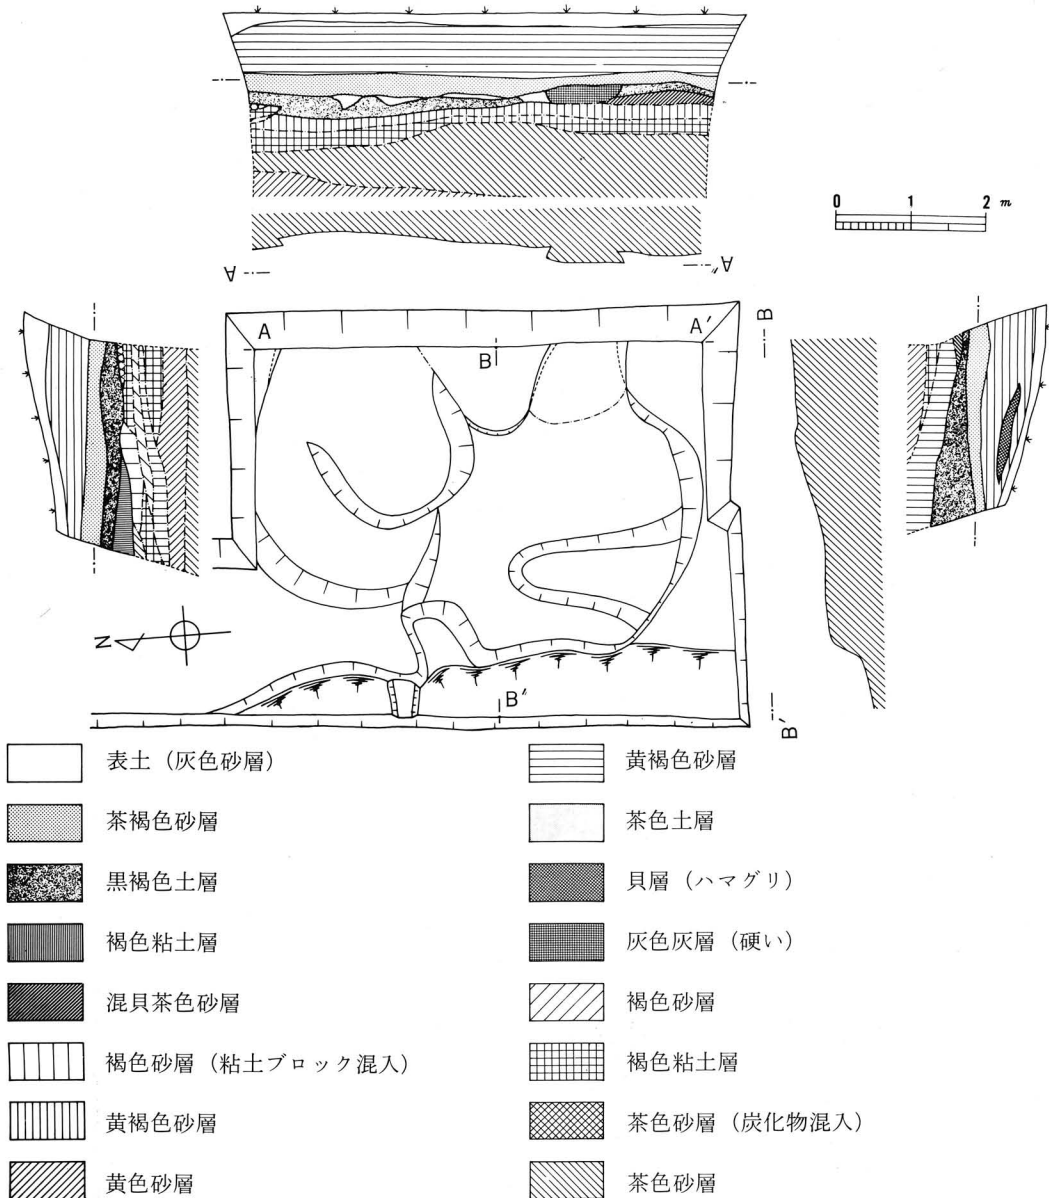 0 1 2 m
A A′
A A′ B
B
N
B′
B′
表土（灰色砂層） 黄褐色砂層
茶褐色砂層 茶色土層
黒褐色土層 貝層（ハマグリ）
褐色粘土層 灰色灰層（硬い）
混貝茶色砂層 褐色砂層
褐色砂層（粘土ブロック混入） 褐色粘土層
黄褐色砂層 茶色砂層（炭化物混入）
黄色砂層 茶色砂層